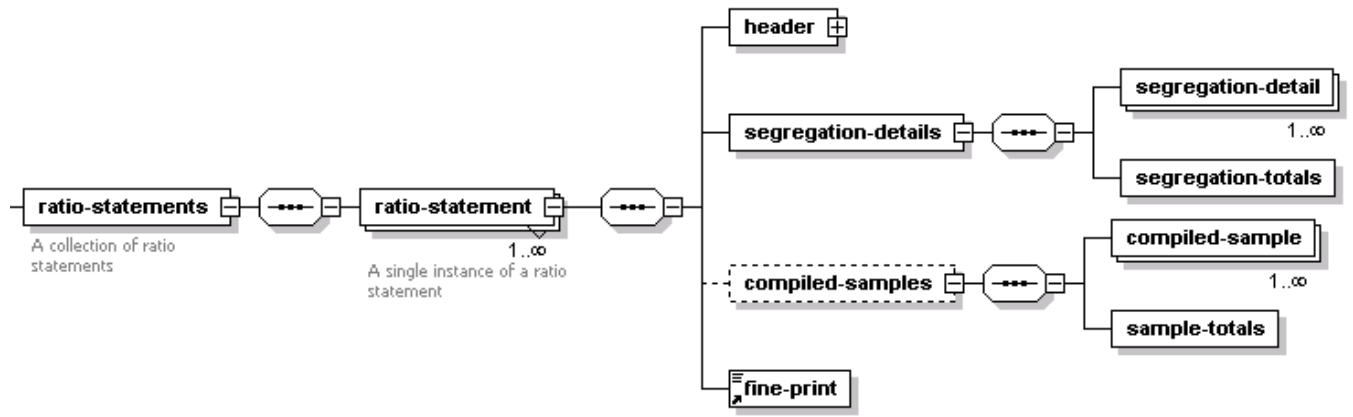 header
segregation-detail
1..∞
segregation-details
segregation-totals
ratio-statements
A collection of ratio
statements
ratio-statement
1..∞
A single instance of a ratio
statement
compiled-sample
1..∞
compiled-samples
sample-totals
fine-print